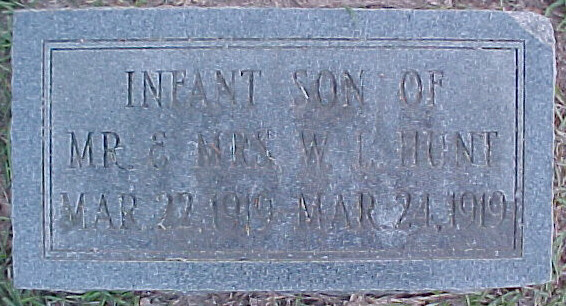 INFANT SON OF
MR. & MRS. W. L. HUNT
MAR. 22, 1919 MAR. 24, 1919